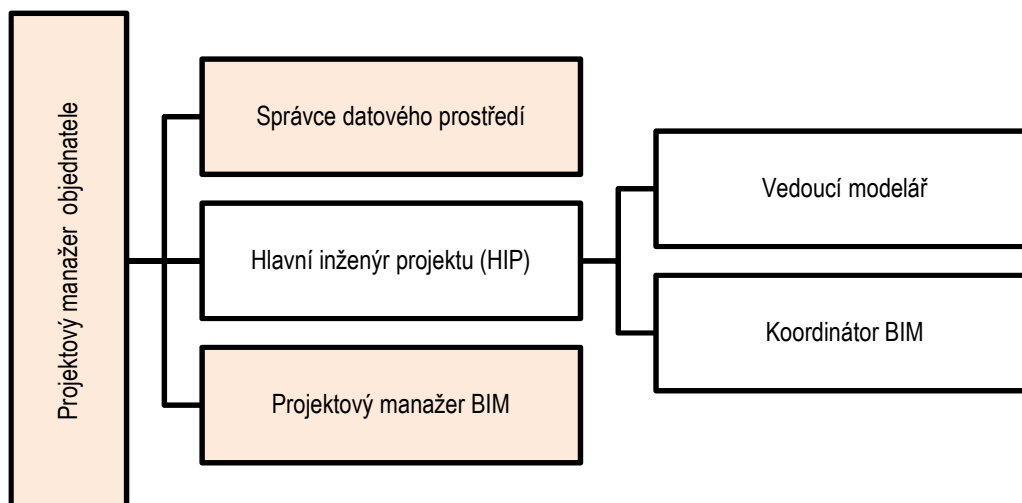 Projektový manažer objednatele
Správce datového prostředí
Hlavní inženýr projektu (HIP)
Projektový manažer BIM
Vedoucí modelář
Koordinátor BIM